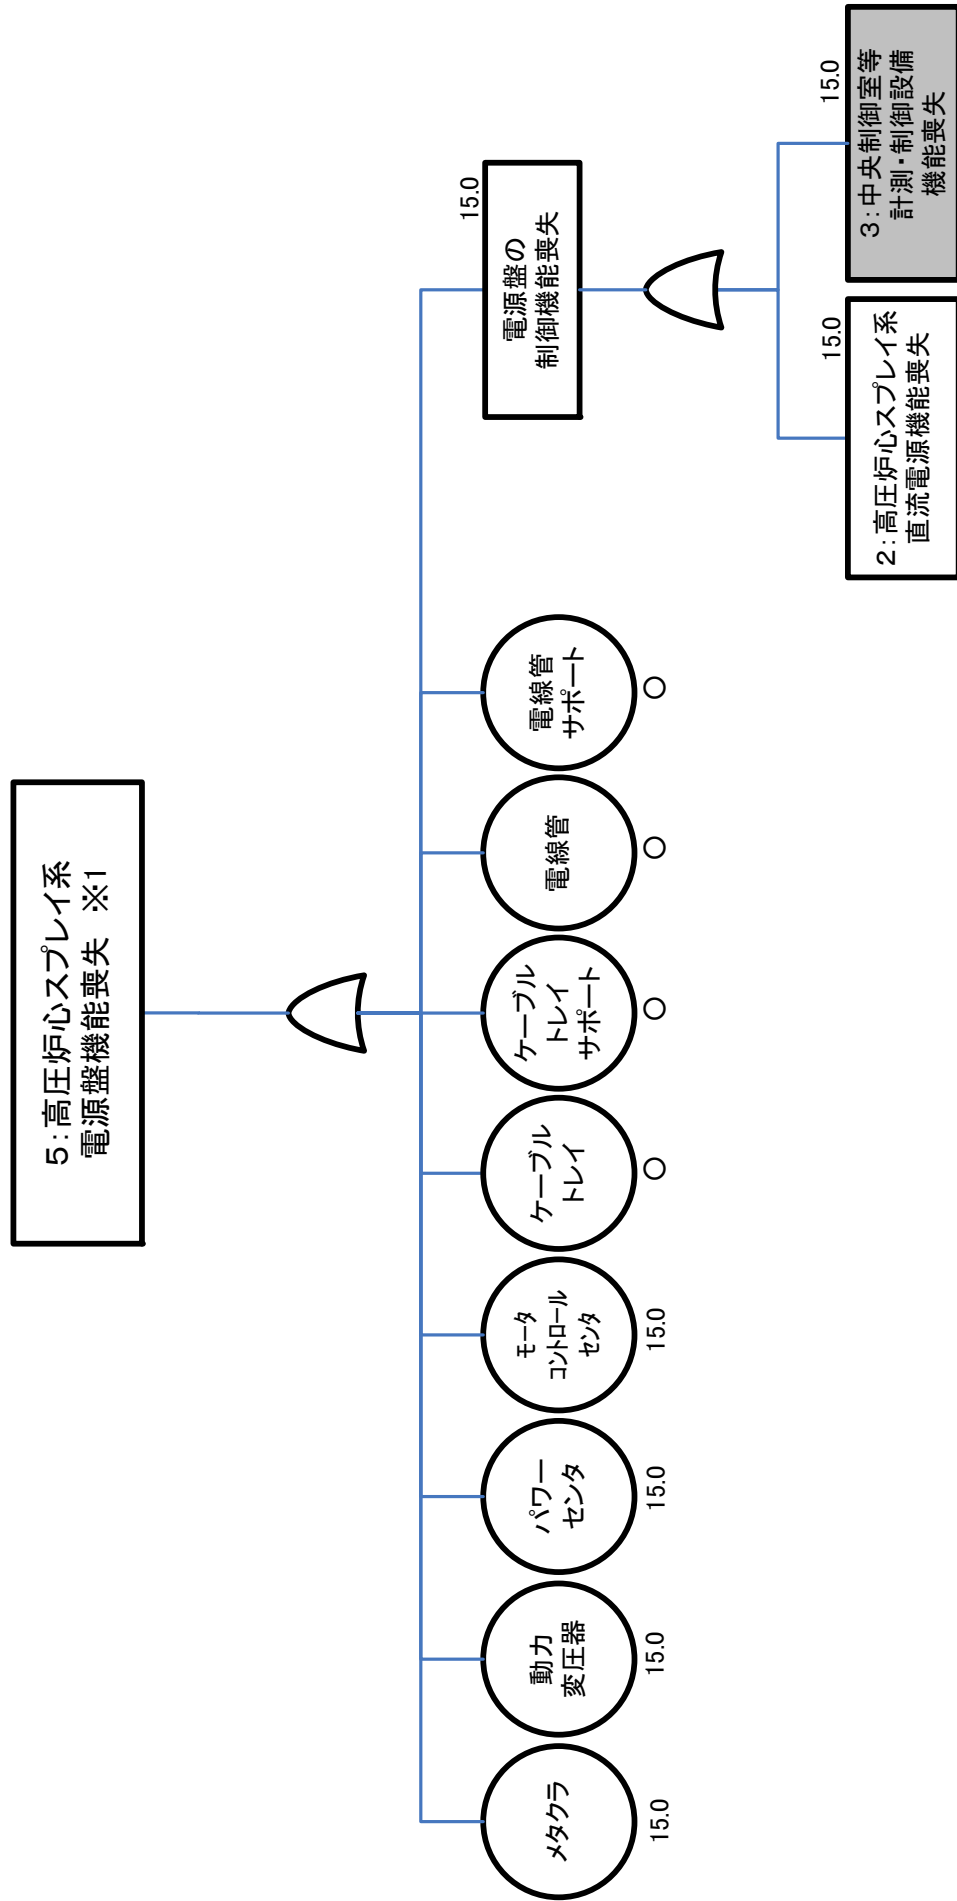 5:高圧炉心スプレイ系
電源盤機能喪失 ※1
メタクラ
15.0
動力
変圧器
15.0
パワー
センタ
15.0
モータ
コントロール
センタ
15.0
ケーブル
トレイ
○
ケーブル
トレイ
サポート
○
電線管
○
電線管
サポート
○
15.0
電源盤の
制御機能喪失
15.0
2:高圧炉心スプレイ系
直流電源機能喪失
15.0
3:中央制御室等
計測・制御設備
機能喪失